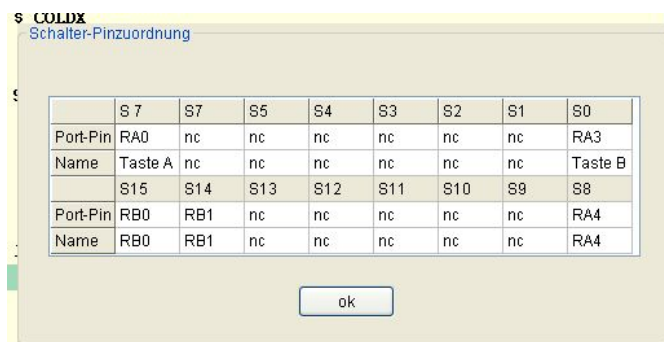 $ COLDX
Schalter-Pinzuordnung
S 7 S7 S5 S4 S3 S2 S1 S0
Port-Pin RA0 nc nc nc nc nc nc RA3
Name Taste A nc nc nc nc nc nc Taste B
S15 S14 S13 S12 S11 S10 S9 S8
Port-Pin RB0 RB1 nc nc nc nc nc RA4
Name RB0 RB1 nc nc nc nc nc RA4
ok